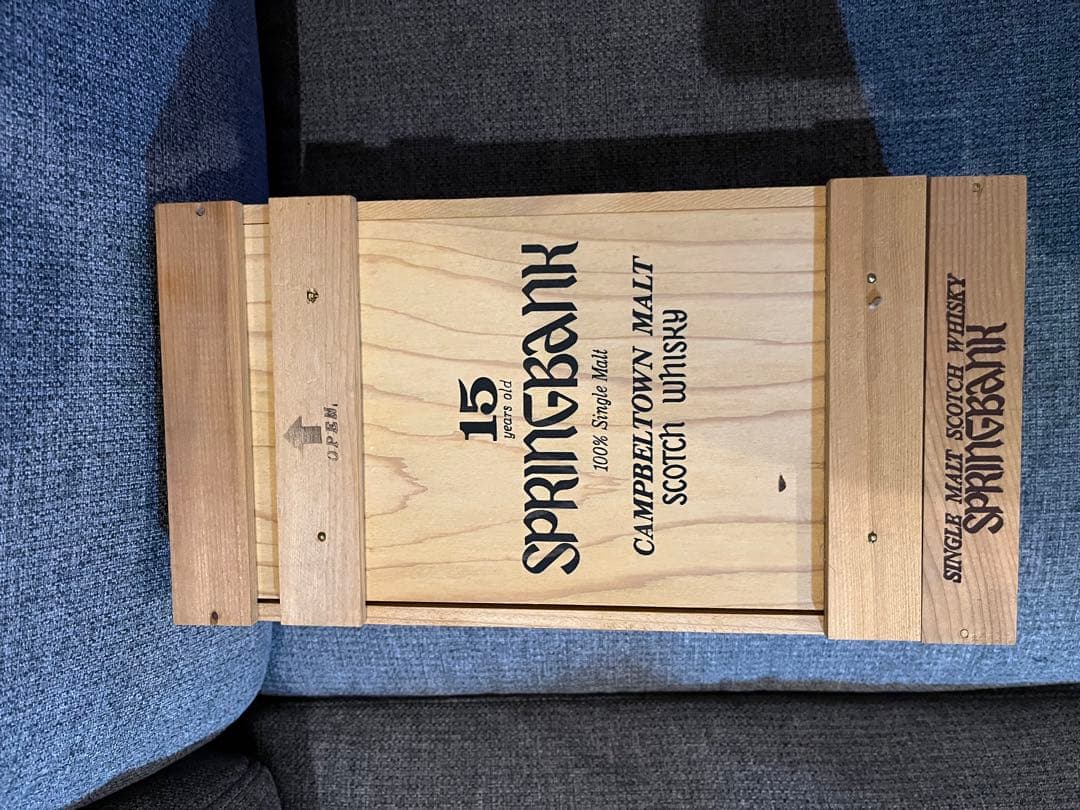 OPEN
15
years old
SPRINGBANK
100% Single Malt
CAMPBELTOWN MALT
SCOTCH WHISKY
SINGLE MALT SCOTCH WHISKY
SPRINGBANK